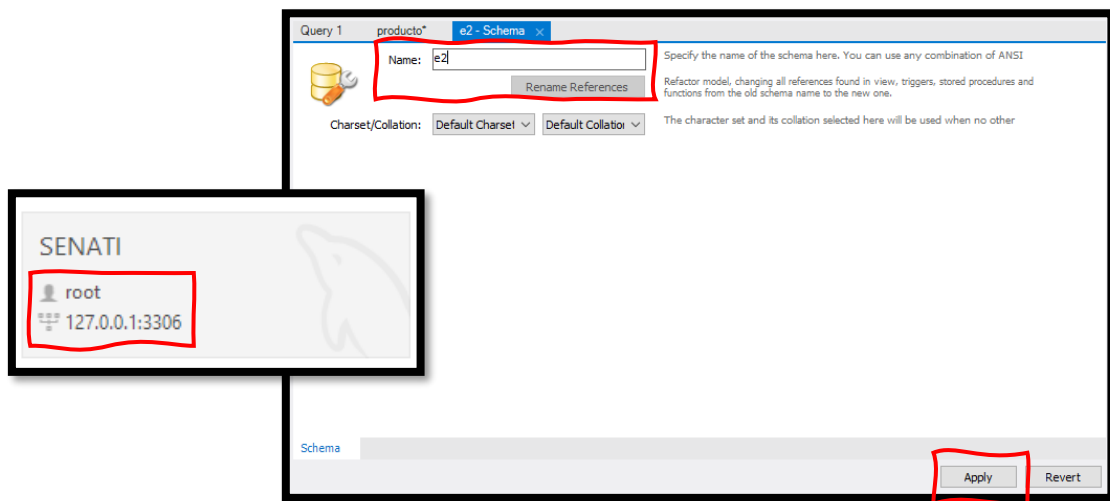 Query 1 producto* e2 - Schema ×
Name: e2
Specify the name of the schema here. You can use any combination of ANSI
Rename References
Refactor model, changing all references found in view, triggers, stored procedures and
functions from the old schema name to the new one.
Charset/Collation: Default Charset Default Collation
The character set and its collation selected here will be used when no other
SENATI
root
127.0.0.1:3306
Schema
Apply Revert